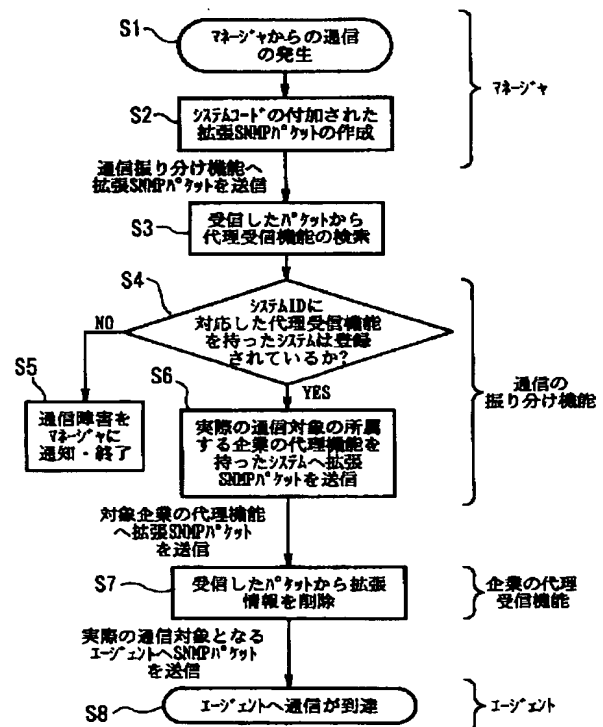 S1
ﾏﾈｰｼﾞｬからの通信
の発生
ﾏﾈｰｼﾞｬ
S2
ｼｽﾃﾑｺｰﾄﾞの付加された
拡張SNMPﾊﾟｹｯﾄの作成
通信振り分け機能へ
拡張SNMPﾊﾟｹｯﾄを送信
S3
受信したﾊﾟｹｯﾄから
代理受信機能の検索
S4
ｼｽﾃﾑIDに
対応した代理受信機能
を持ったｼｽﾃﾑは登録
されているか?
NO
YES
通信の
振り分け機能
S5
通信障害を
ﾏﾈｰｼﾞｬに
通知・終了
S6
実際の通信対象の所属
する企業の代理機能を
持ったｼｽﾃﾑへ拡張
SNMPﾊﾟｹｯﾄを送信
対象企業の代理機能
へ拡張SNMPﾊﾟｹｯﾄ
を送信
S7
受信したﾊﾟｹｯﾄから拡張
情報を削除
企業の代理
受信機能
実際の通信対象となる
ｴｰｼﾞｪﾝﾄへSNMPﾊﾟｹｯﾄ
を送信
S8
ｴｰｼﾞｪﾝﾄへ通信が到達
ｴｰｼﾞｪﾝﾄ